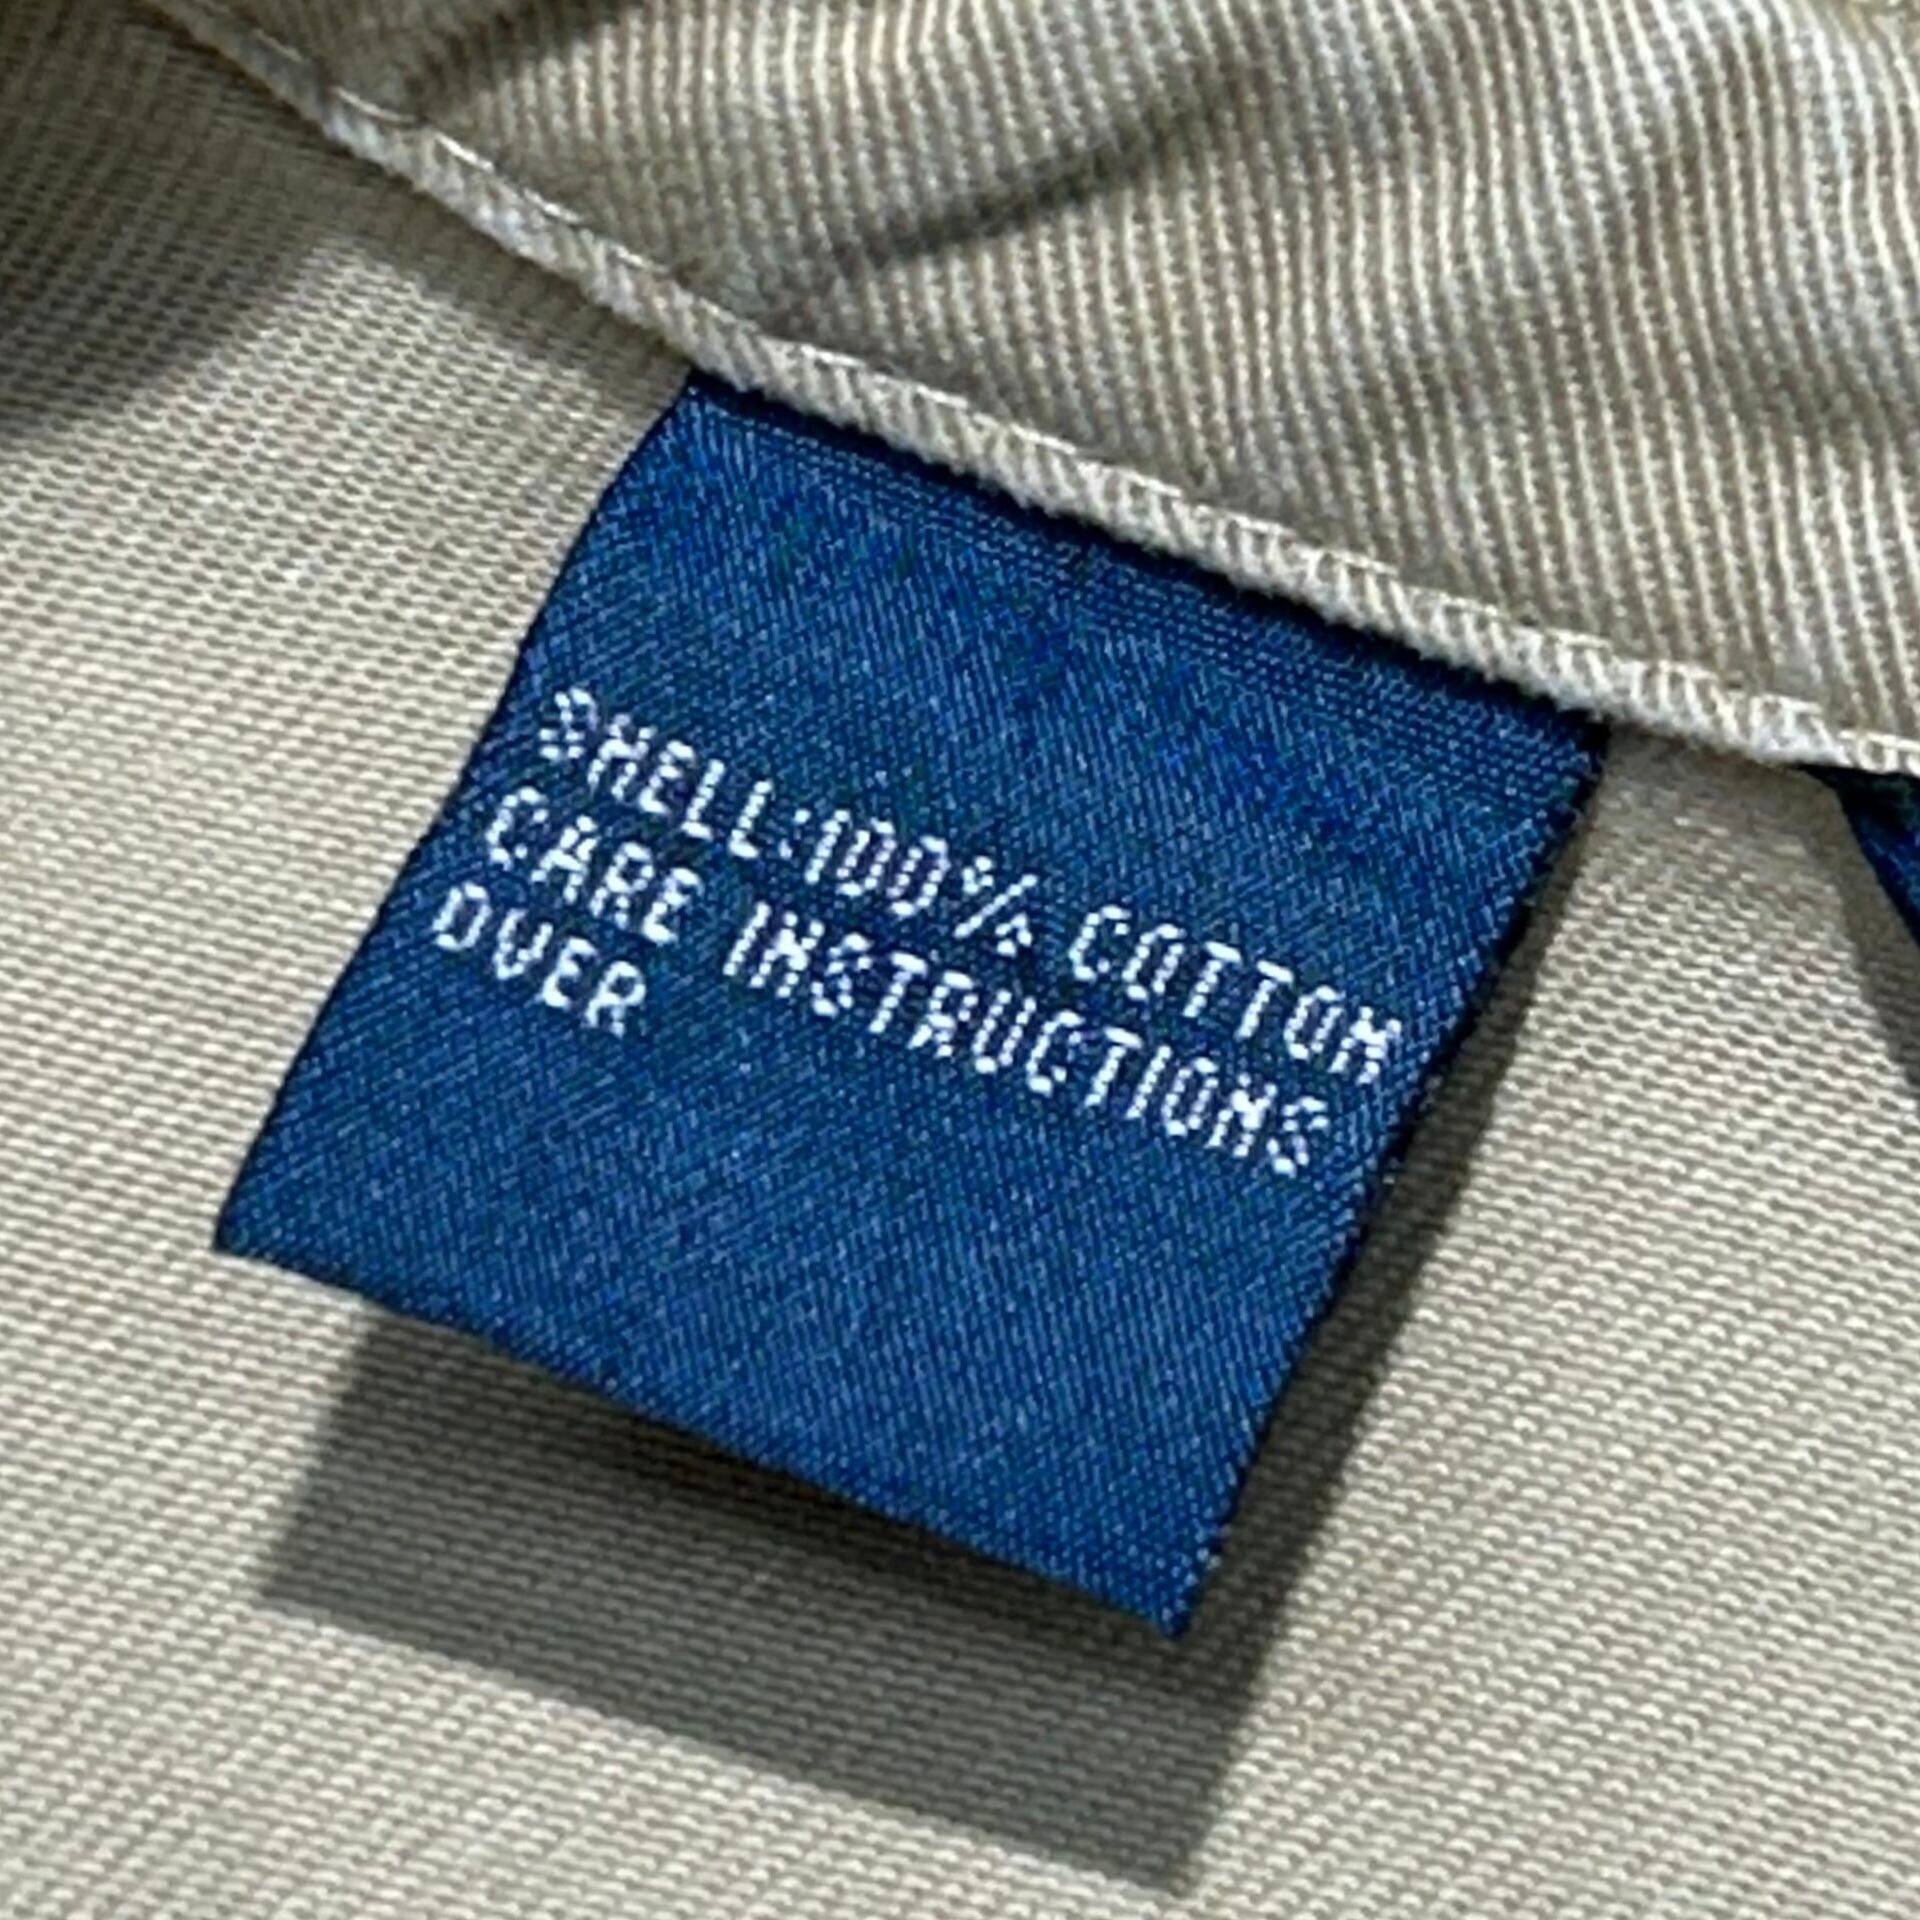 SHELL:100% COTTON
CARE INSTRUCTIONS
OVER